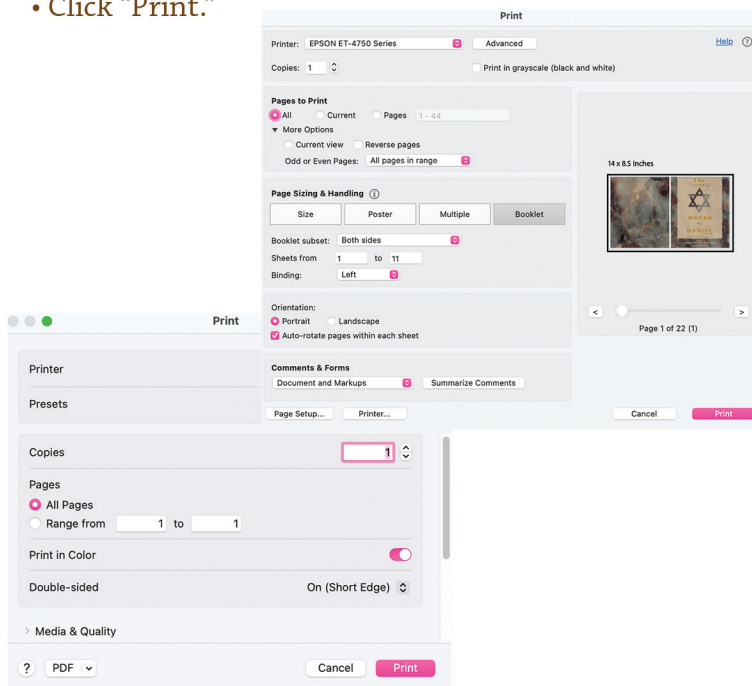 • Click “Print.”
Print
Printer: EPSON ET-4750 Series Advanced Help ?
Copies: 1 Print in grayscale (black and white)
Pages to Print
All Current Pages 1 - 44
More Options
Current view Reverse pages
Odd or Even Pages: All pages in range
14 x 8.5 Inches
Page Sizing & Handling i
Size Poster Multiple Booklet
WEEKS
DANIEL
Booklet subset: Both sides
Sheets from 1 to 11
Binding: Left
Orientation:
Portrait Landscape
Auto-rotate pages within each sheet
< >
Page 1 of 22 (1)
Comments & Forms
Document and Markups Summarize Comments
Page Setup... Printer... Cancel Print
Print
Printer
Presets
Copies 1
Pages
All Pages
Range from 1 to 1
Print in Color
Double-sided On (Short Edge)
> Media & Quality
? PDF Cancel Print